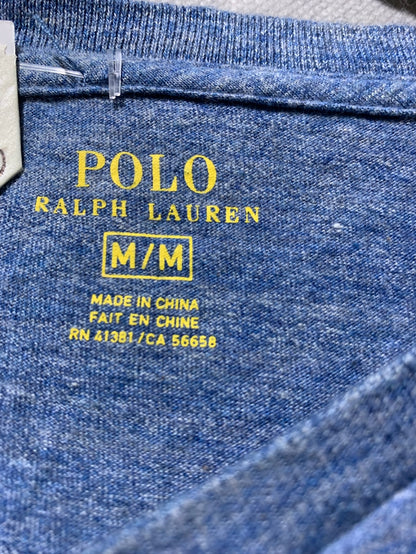 POLO
RALPH LAUREN
M/M
MADE IN CHINA
FAIT EN CHINE
RN 41381/CA 56658